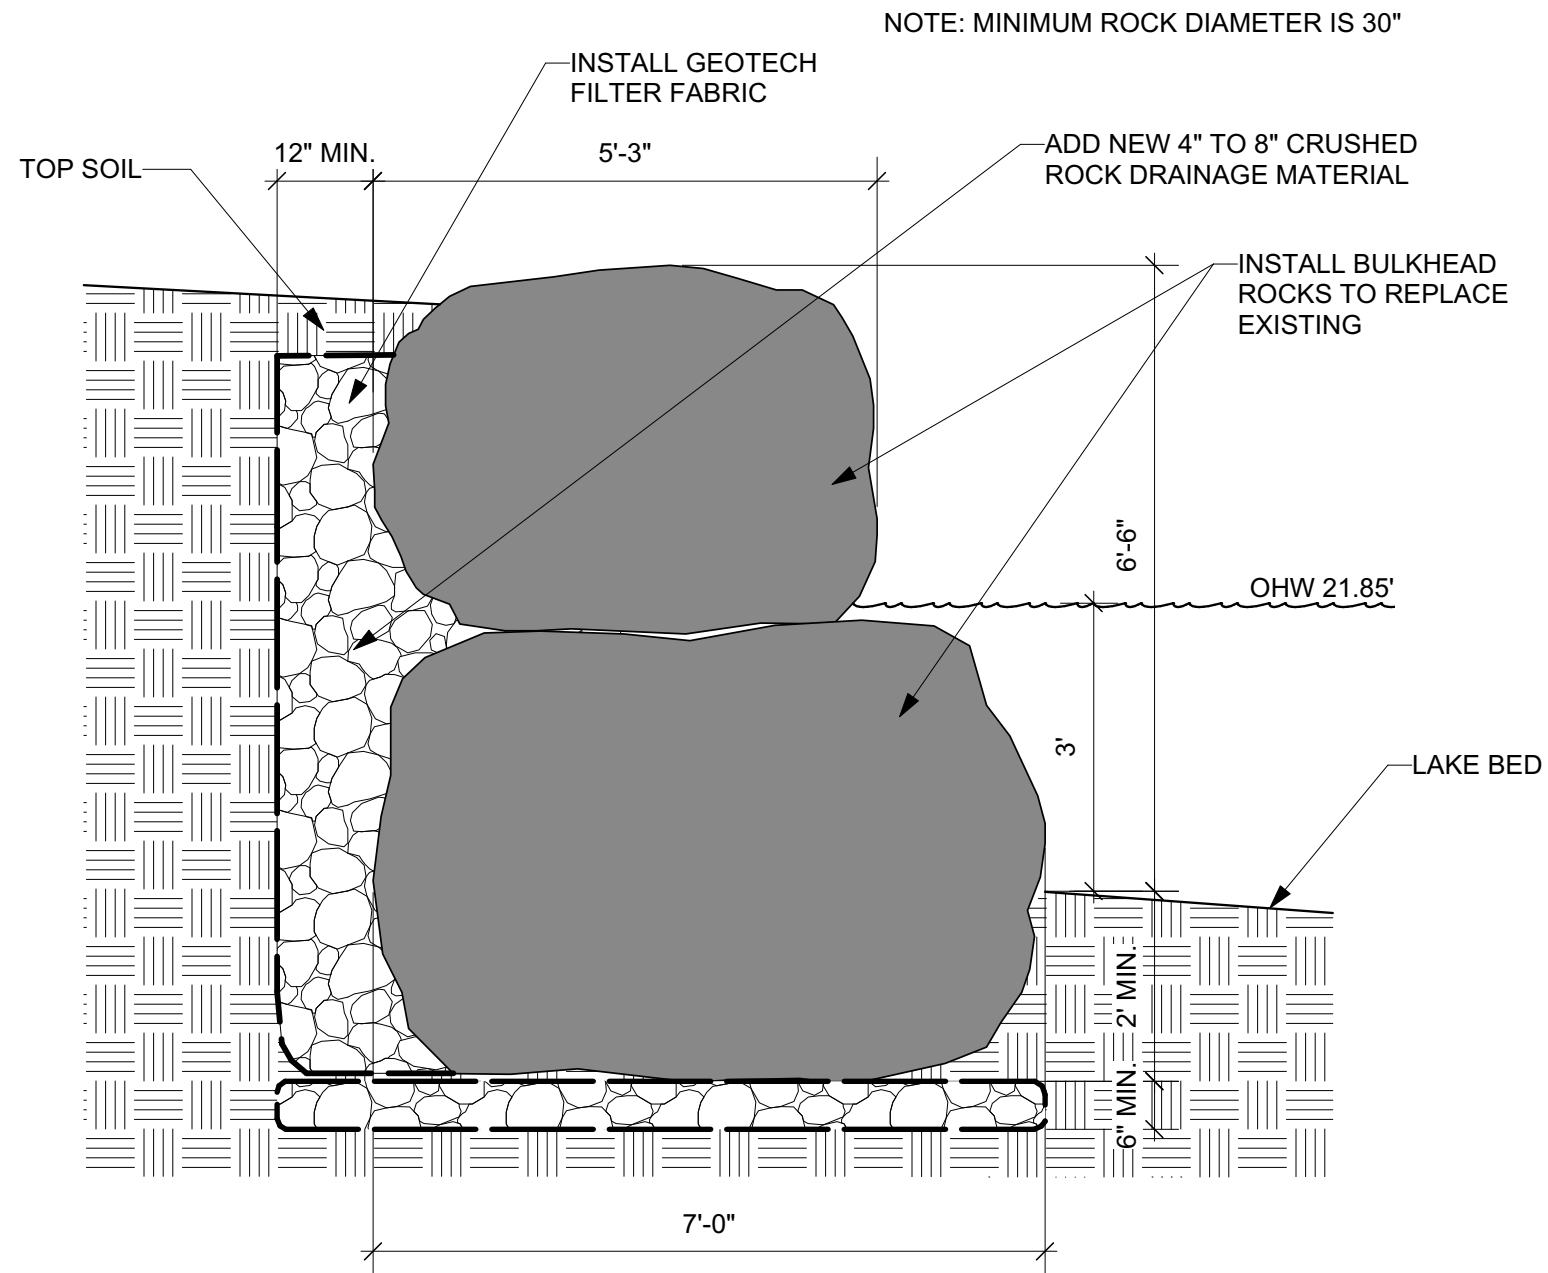 NOTE: MINIMUM ROCK DIAMETER IS 30"
INSTALL GEOTECH
FILTER FABRIC
TOP SOIL
12" MIN.
5'-3"
ADD NEW 4" TO 8" CRUSHED
ROCK DRAINAGE MATERIAL
INSTALL BULKHEAD
ROCKS TO REPLACE
EXISTING
6'-6"
OHW 21.85'
3'
LAKE BED
2' MIN.
6" MIN.
7'-0"